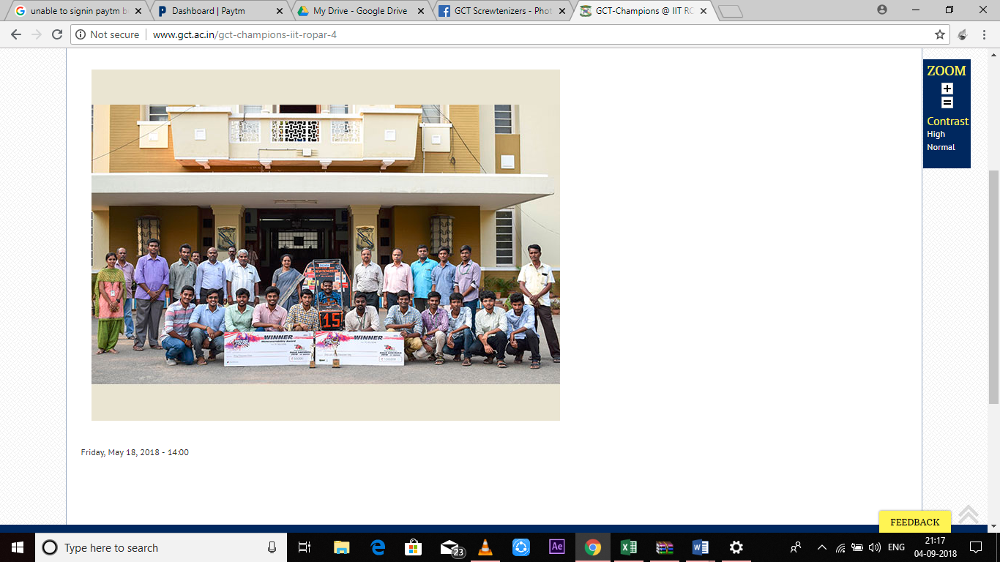 unable to signin paytm b
Dashboard | Paytm
My Drive - Google Drive
GCT Screwtenizers - Phot
GCT-Champions @ IIT RO
Not secure
www.gct.ac.in/gct-champions-iit-ropar-4
ZOOM
+
=
Contrast
High
Normal
15
WINNER
WINNER
Friday, May 18, 2018 - 14:00
FEEDBACK
Type here to search
23
Ae
ENG
21:17
04-09-2018